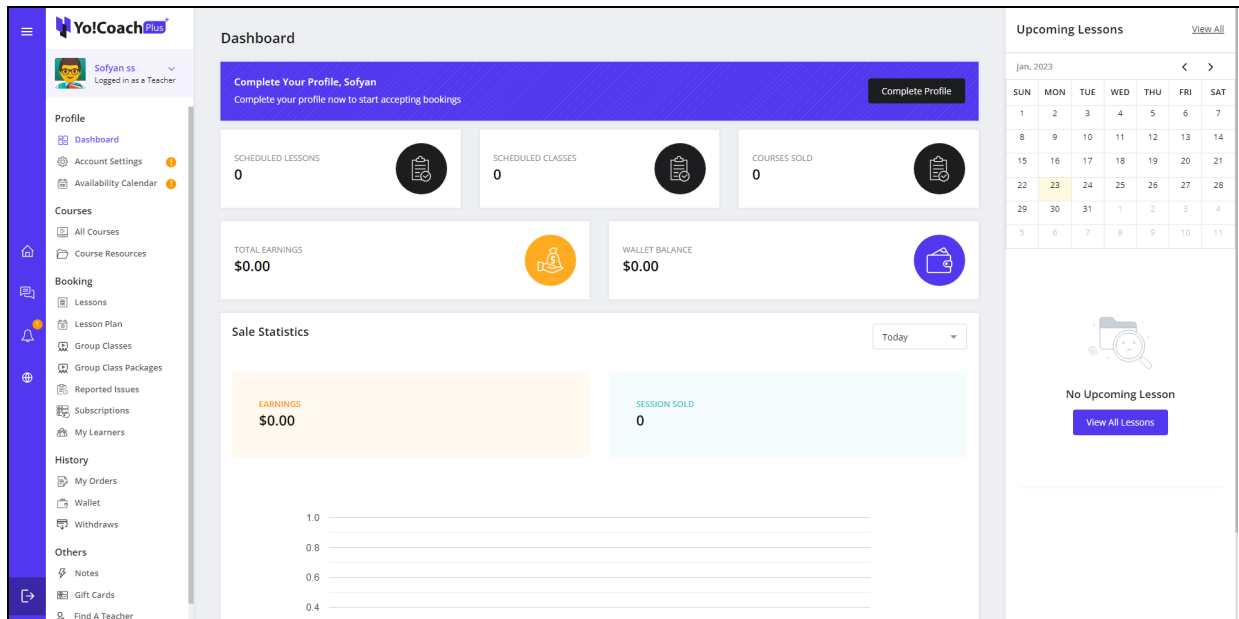 Yo!Coach Plus+
Sofyan ss
Logged in as a Teacher
Profile
Dashboard
Account Settings !
Availability Calendar !
Courses
All Courses
Course Resources
Booking
Lessons
Lesson Plan
1
Group Classes
Group Class Packages
Reported Issues
Subscriptions
My Learners
History
My Orders
Wallet
Withdraws
Others
Notes
Gift Cards
Find A Teacher
Dashboard
Complete Your Profile, Sofyan
Complete your profile now to start accepting bookings
Complete Profile
SCHEDULED LESSONS
0
SCHEDULED CLASSES
0
COURSES SOLD
0
TOTAL EARNINGS
$0.00
WALLET BALANCE
$0.00
Sale Statistics
Today
EARNINGS
$0.00
SESSION SOLD
0
1.0
0.8
0.6
0.4
Upcoming Lessons View All
Jan, 2023
SUN MON TUE WED THU FRI SAT
1 2 3 4 5 6 7
8 9 10 11 12 13 14
15 16 17 18 19 20 21
22 23 24 25 26 27 28
29 30 31 1 2 3 4
5 6 7 8 9 10 11
No Upcoming Lesson
View All Lessons